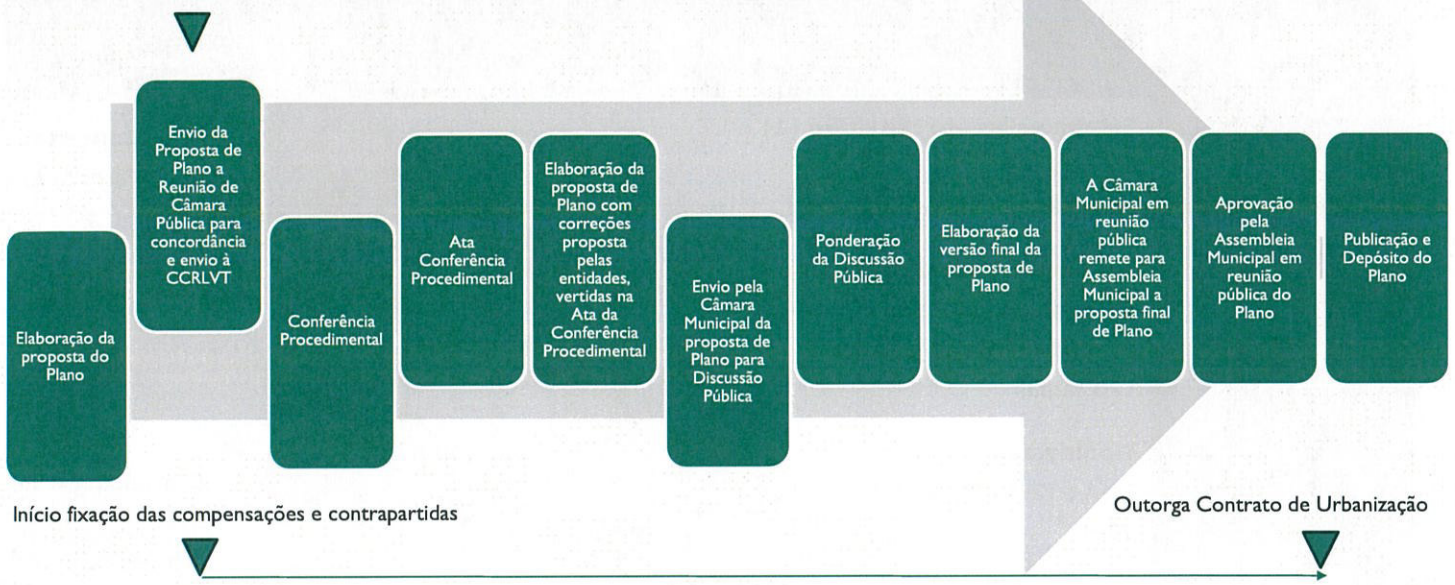 Elaboração da
proposta do
Plano
Envio da
Proposta de
Plano a
Reunião de
Câmara
Pública para
concordância
e envio à
CCRLVT
Conferência
Procedimental
Ata
Conferência
Procedimental
Elaboração da
proposta de
Plano com
correções
proposta
pelas
entidades,
vertidas na
Ata da
Conferência
Procedimental
Envio pela
Câmara
Municipal da
proposta de
Plano para
Discussão
Pública
Ponderação
da Discussão
Pública
Elaboração da
versão final da
proposta de
Plano
A Câmara
Municipal em
reunião
pública
remete para
Assembleia
Municipal a
proposta final
de Plano
Aprovação
pela
Assembleia
Municipal em
reunião
pública do
Plano
Publicação e
Depósito do
Plano
Início fixação das compensações e contrapartidas
Outorga Contrato de Urbanização